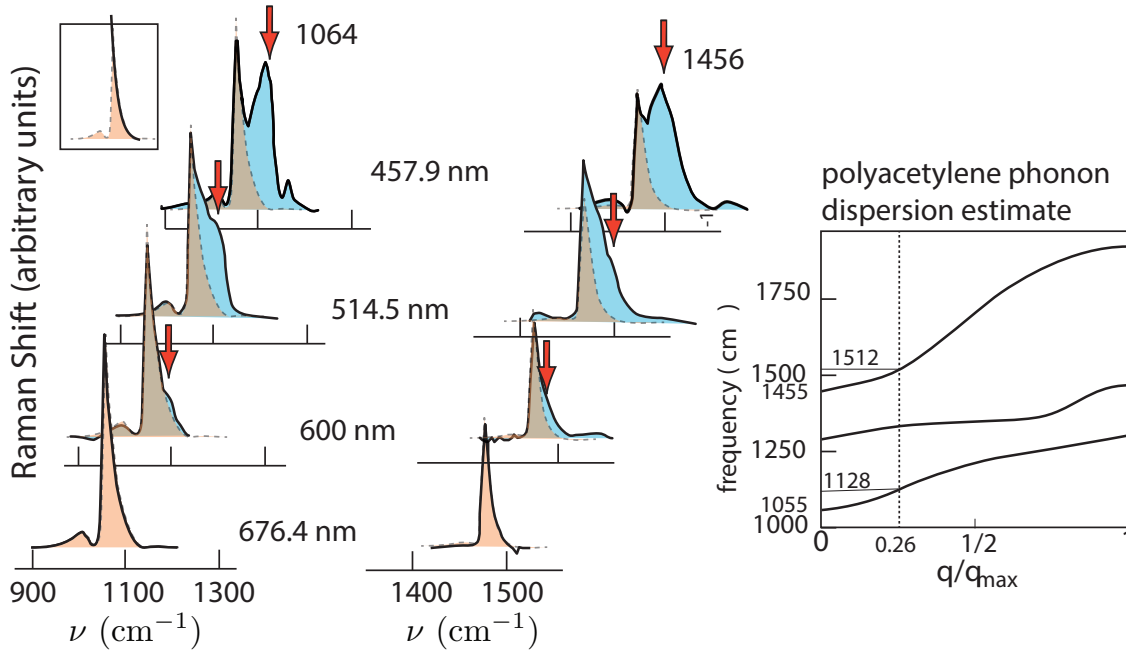 Raman Shift (arbitrary units)
1064
1456
457.9 nm
514.5 nm
600 nm
676.4 nm
900
1100
1300
ν (cm⁻¹)
1400
1500
ν (cm⁻¹)
-1
polyacetylene phonon
dispersion estimate
frequency ( cm )
1750
1512
1500
1455
1250
1128
1055
1000
0
0.26
1/2
1
q/qmax